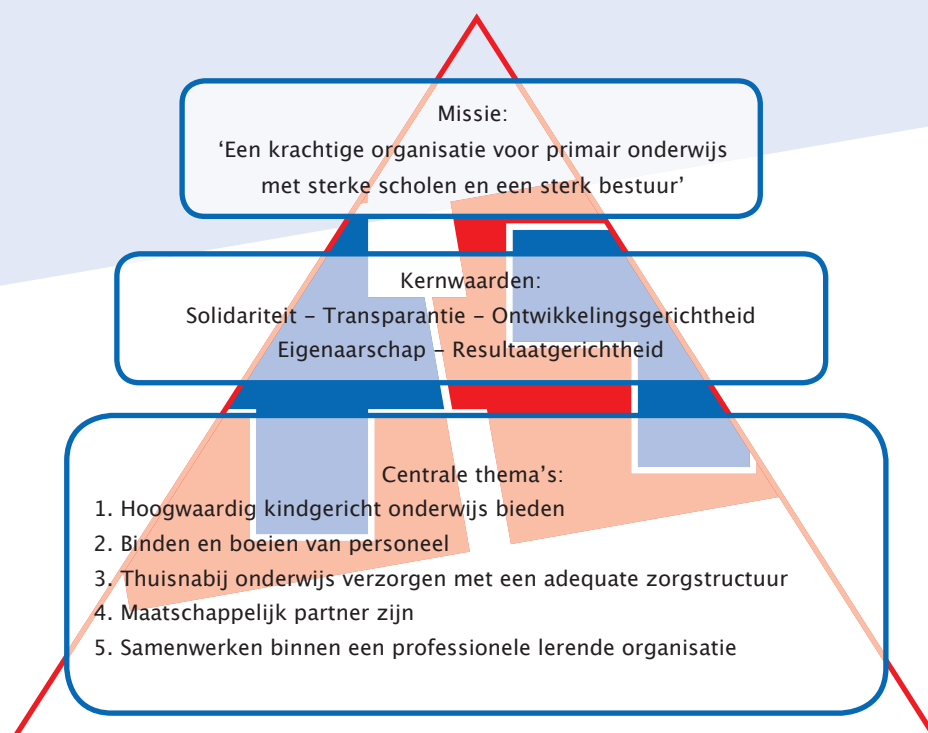 Missie:
‘Een krachtige organisatie voor primair onderwijs
met sterke scholen en een sterk bestuur’
Kernwaarden:
Solidariteit – Transparantie – Ontwikkelingsgerichtheid
Eigenaarschap – Resultaatgerichtheid
Centrale thema’s:
1. Hoogwaardig kindgericht onderwijs bieden
2. Binden en boeien van personeel
3. Thuisnabij onderwijs verzorgen met een adequate zorgstructuur
4. Maatschappelijk partner zijn
5. Samenwerken binnen een professionele lerende organisatie